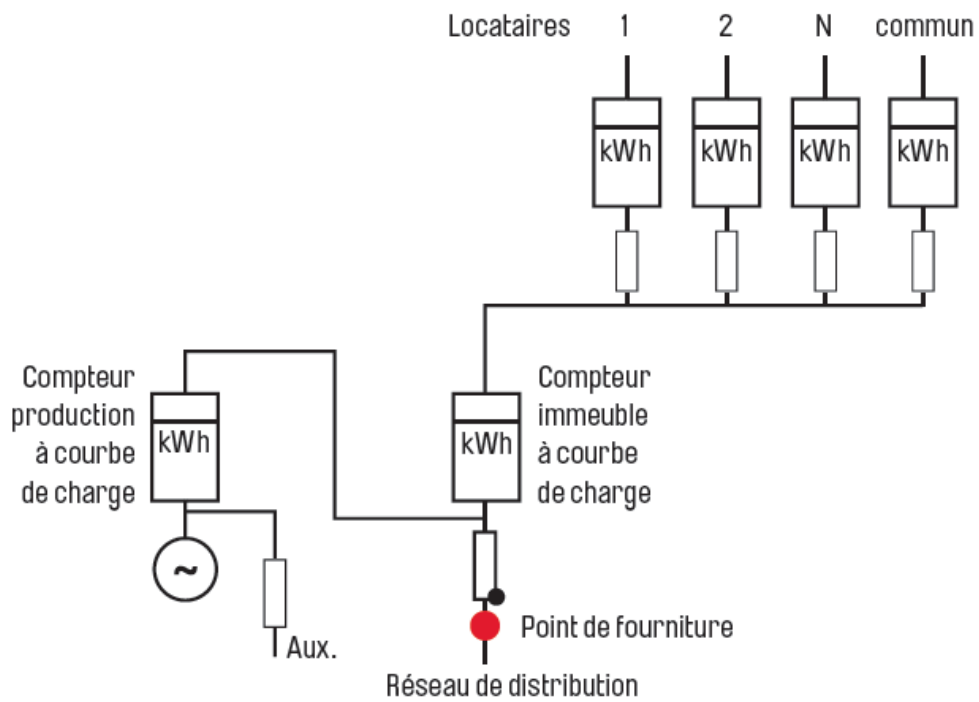 Locataires 1 2 N commun
kWh kWh kWh kWh
Compteur
production
à courbe
de charge
kWh
kWh
Compteur
immeuble
à courbe
de charge
~
Aux.
Point de fourniture
Réseau de distribution